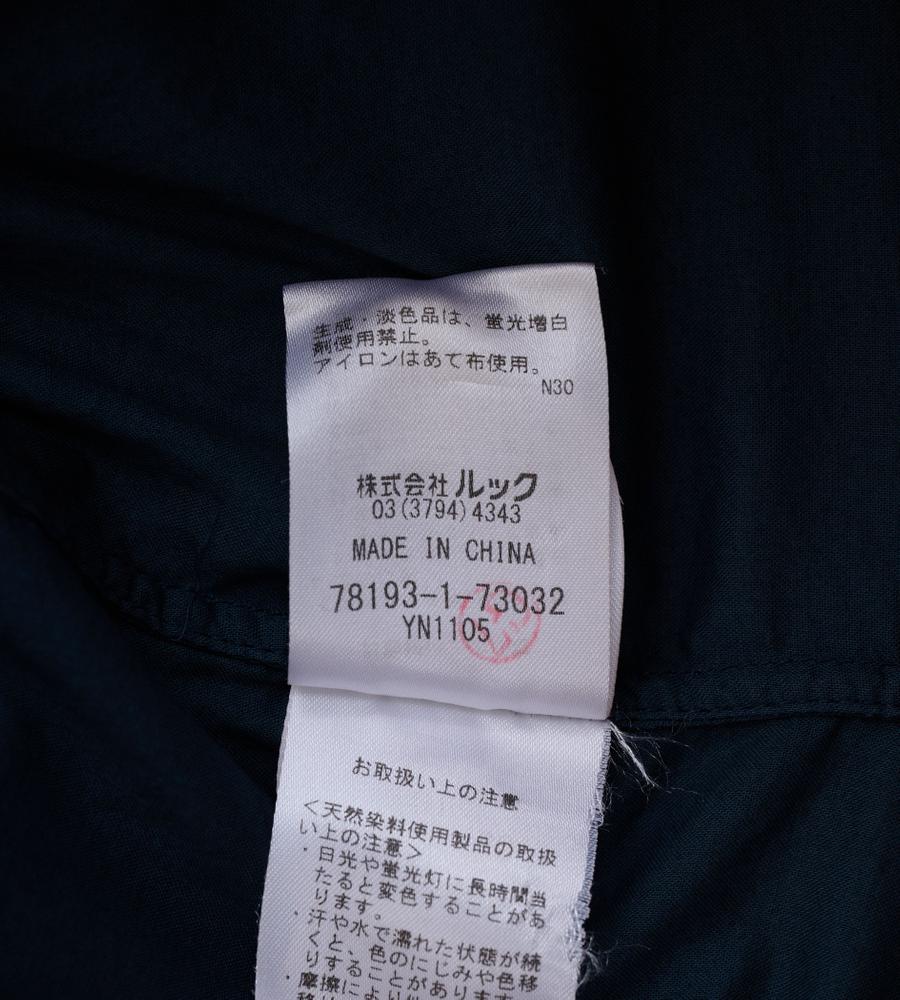 生成・淡色品は、蛍光増白
剤使用禁止。
アイロンはあて布使用。
N30
株式会社ルック
03(3794)4343
MADE IN CHINA
78193-1-73032
YN1105
お取扱い上の注意
＜天然染料使用製品の取扱
い上の注意＞
・日光や蛍光灯に長時間当
たると変色することがあ
ります。
・汗や水で濡れた状態が続
くと、色のにじみや色移
りすることがあります。
・摩擦により